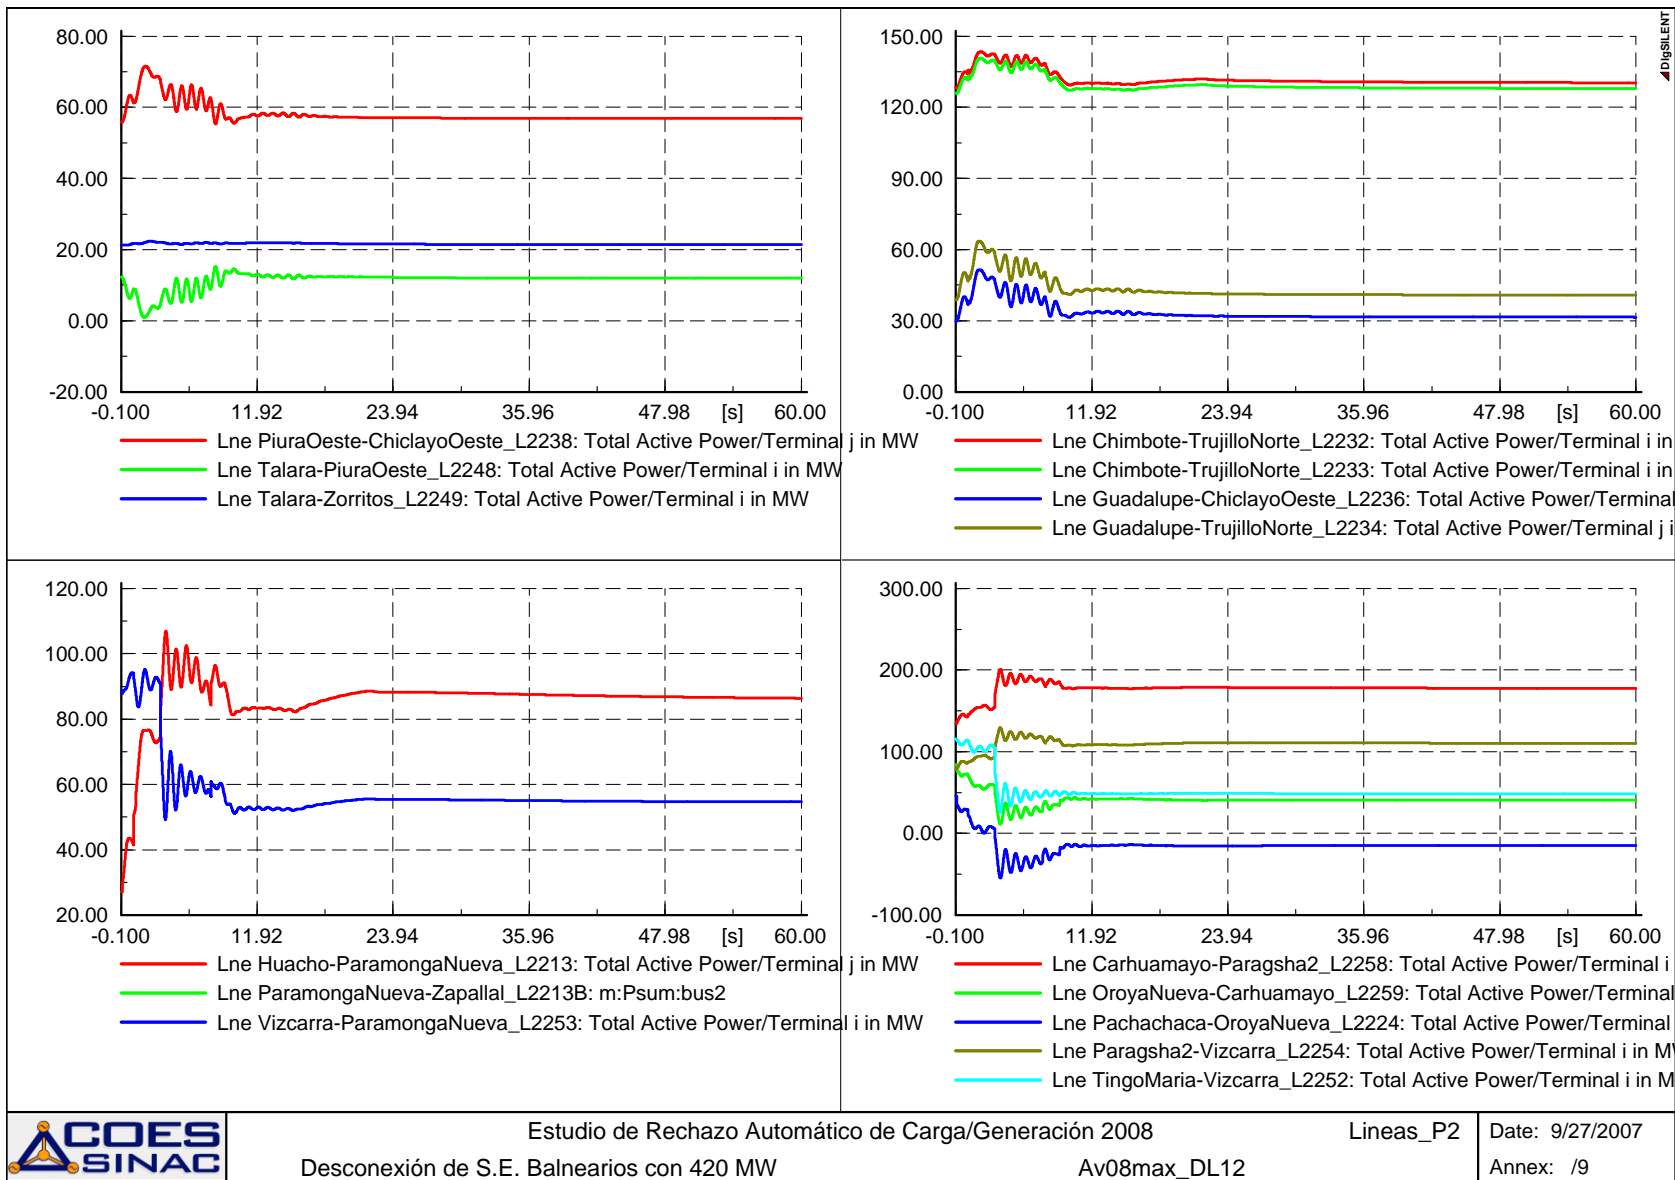 80.00
60.00
40.00
20.00
0.00
-20.00
-0.100 11.92 23.94 35.96 47.98 [s] 60.00
Lne PiuraOeste-ChiclayoOeste_L2238: Total Active Power/Terminal j in MW
Lne Talara-PiuraOeste_L2248: Total Active Power/Terminal i in MW
Lne Talara-Zorritos_L2249: Total Active Power/Terminal i in MW
150.00
120.00
90.00
60.00
30.00
0.00
-0.100 11.92 23.94 35.96 47.98 [s] 60.00
Lne Chimbote-TrujilloNorte_L2232: Total Active Power/Terminal i in
Lne Chimbote-TrujilloNorte_L2233: Total Active Power/Terminal i in
Lne Guadalupe-ChiclayoOeste_L2236: Total Active Power/Terminal
Lne Guadalupe-TrujilloNorte_L2234: Total Active Power/Terminal j i
DIgSILENT
120.00
100.00
80.00
60.00
40.00
20.00
-0.100 11.92 23.94 35.96 47.98 [s] 60.00
Lne Huacho-ParamongaNueva_L2213: Total Active Power/Terminal j in MW
Lne ParamongaNueva-Zapallal_L2213B: m:Psum:bus2
Lne Vizcarra-ParamongaNueva_L2253: Total Active Power/Terminal i in MW
300.00
200.00
100.00
0.00
-100.00
-0.100 11.92 23.94 35.96 47.98 [s] 60.00
Lne Carhuamayo-Paragsha2_L2258: Total Active Power/Terminal i
Lne OroyaNueva-Carhuamayo_L2259: Total Active Power/Terminal
Lne Pachachaca-OroyaNueva_L2224: Total Active Power/Terminal
Lne Paragsha2-Vizcarra_L2254: Total Active Power/Terminal i in M
Lne TingoMaria-Vizcarra_L2252: Total Active Power/Terminal i in M
COES
SINAC
Estudio de Rechazo Automático de Carga/Generación 2008 Lineas_P2
Desconexión de S.E. Balnearios con 420 MW Av08max_DL12
Date: 9/27/2007
Annex: /9